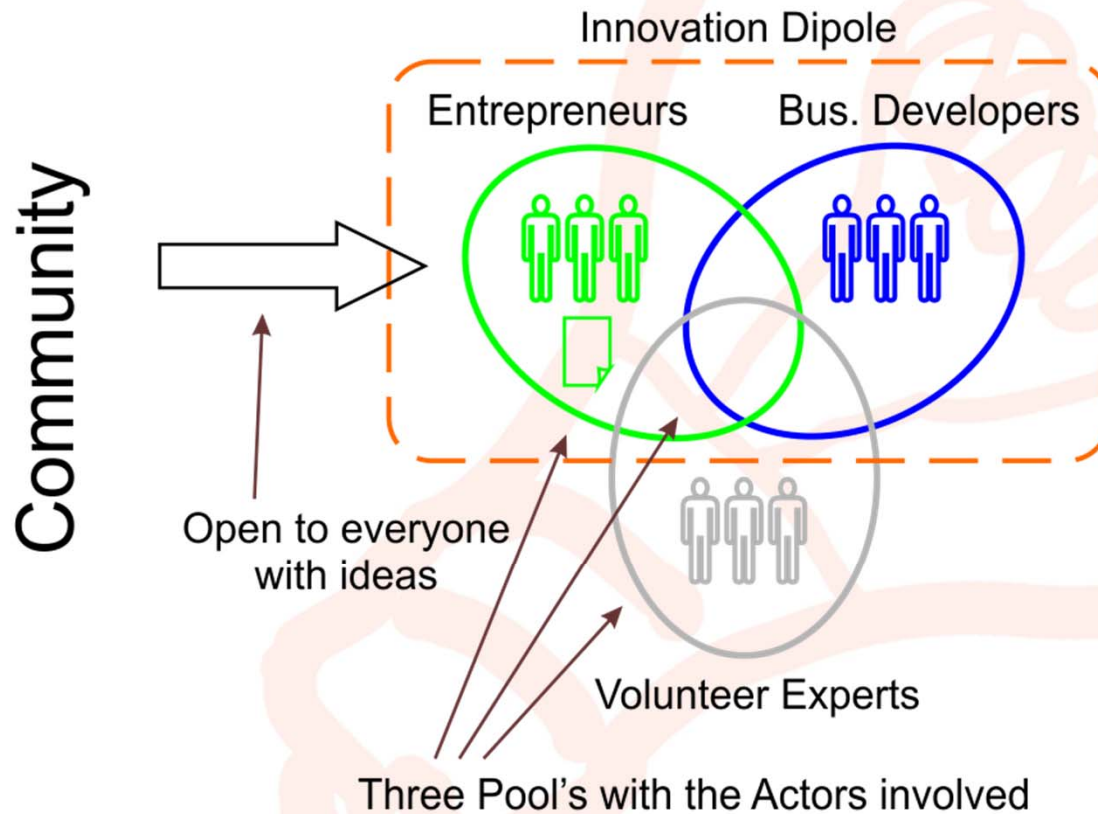 Innovation Dipole
Entrepreneurs
Bus. Developers
Community
Open to everyone
with ideas
Volunteer Experts
Three Pool's with the Actors involved